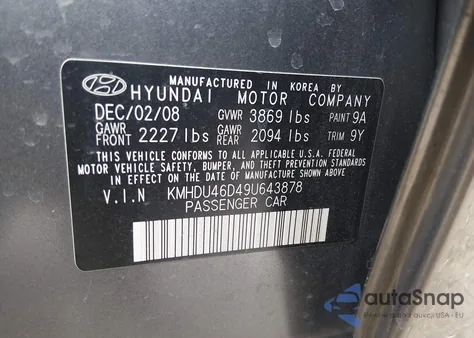 MANUFACTURED IN KOREA BY
HYUNDAI MOTOR COMPANY
DEC/02/08 GVWR 3869 lbs PAINT 9A
GAWR FRONT 2227 lbs GAWR REAR 2094 lbs TRIM 9Y
THIS VEHICLE CONFORMS TO ALL APPLICABLE U.S.A. FEDERAL
MOTOR VEHICLE SAFETY, BUMPER, AND THEFT PREVENTION
STANDARDS IN EFFECT ON THE DATE OF MANUFACTURE SHOWN ABOVE.
V.I.N KMHDU46D49U643878
PASSENGER CAR
autaSnap